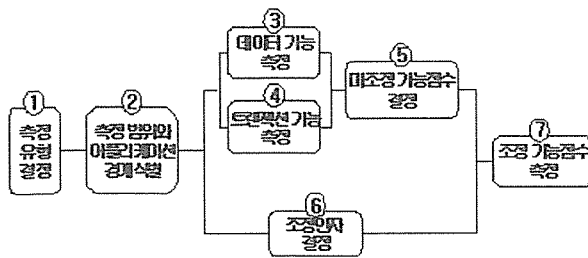 ①
측정
유형
결정
②
측정 범위와
어플리케이션
경계식별
③
데이터 기능
측정
④
트랜잭션 기능
측정
⑤
미조정 기능점수
결정
⑥
조정인자
결정
⑦
조정 기능점수
측정